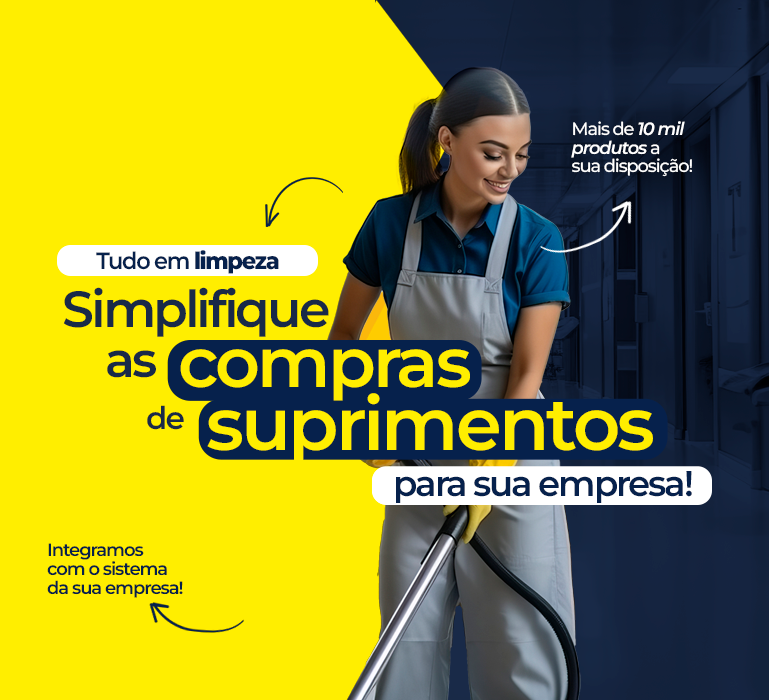 Mais de 10 mil
produtos a
sua disposição!
Tudo em limpeza
Simplifique
as compras
de suprimentos
para sua empresa!
Integramos
com o sistema
da sua empresa!